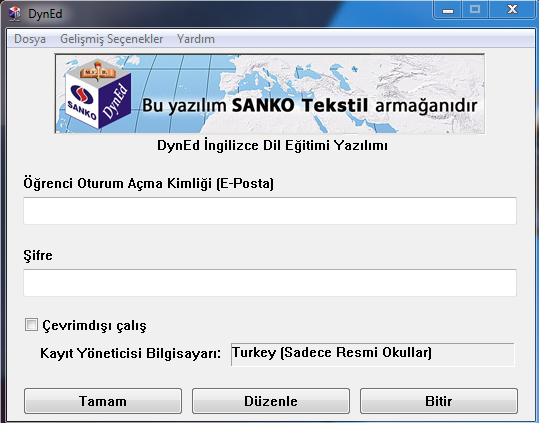 DynEd
Dosya Gelişmiş Seçenekler Yardım
SANKO DynEd
Bu yazılım SANKO Tekstil armağanıdır
DynEd İngilizce Dil Eğitimi Yazılımı
Öğrenci Oturum Açma Kimliği (E-Posta)
Şifre
Çevrimdışı çalış
Kayıt Yöneticisi Bilgisayarı: Turkey (Sadece Resmi Okullar)
Tamam Düzenle Bitir